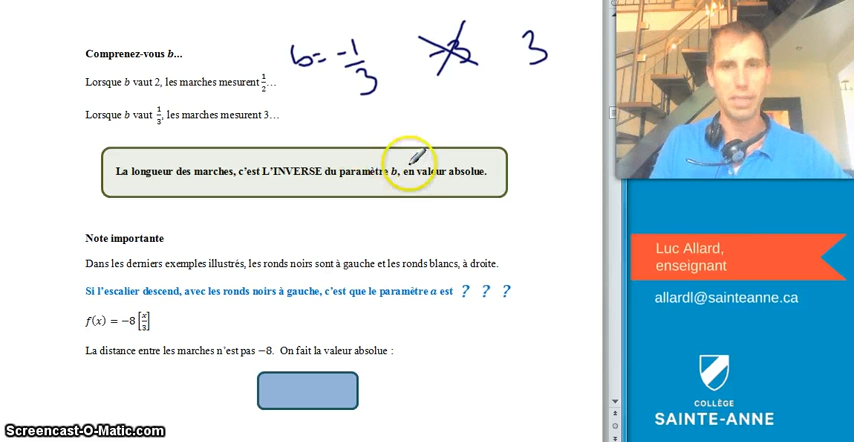 Comprenez-vous b...
b = -1/3
-3
3
Lorsque b vaut 2, les marches mesurent 1/2...
Lorsque b vaut 1/3, les marches mesurent 3...
La longueur des marches, c'est L'INVERSE du paramètre b, en valeur absolue.
Note importante
Dans les derniers exemples illustrés, les ronds noirs sont à gauche et les ronds blancs, à droite.
Si l'escalier descend, avec les ronds noirs à gauche, c'est que le paramètre a est ? ? ?
f(x) = −8 [x/3]
La distance entre les marches n'est pas −8. On fait la valeur absolue :
Luc Allard,
enseignant
allardl@sainteanne.ca
COLLÈGE
SAINTE-ANNE
Screencast-O-Matic.com